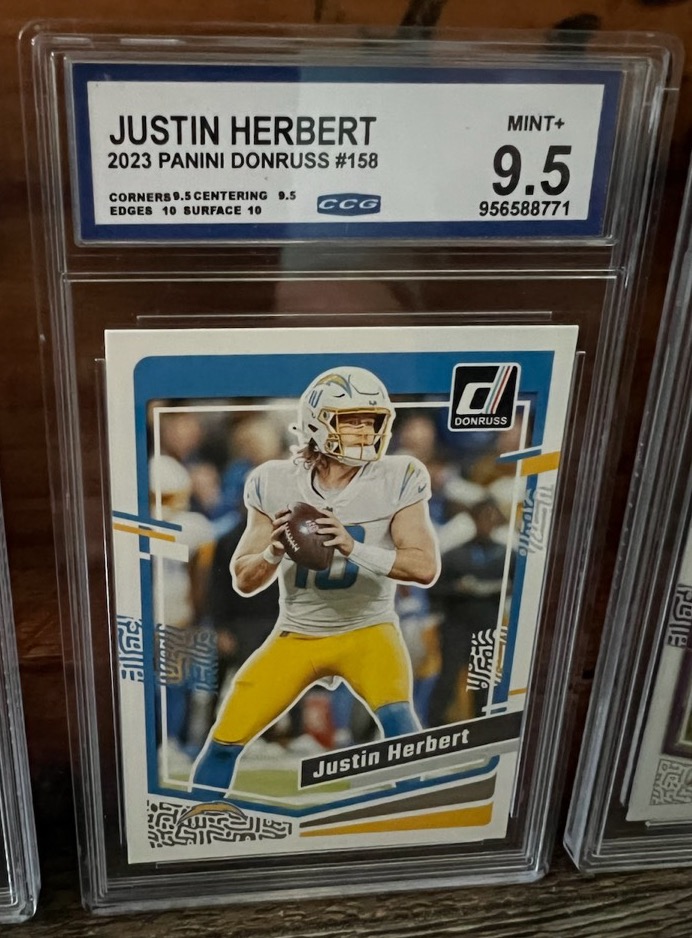 JUSTIN HERBERT
2023 PANINI DONRUSS #158
CORNERS 9.5 CENTERING 9.5
EDGES 10 SURFACE 10
CCG
MINT+
9.5
956588771
DONRUSS
10
Justin Herbert